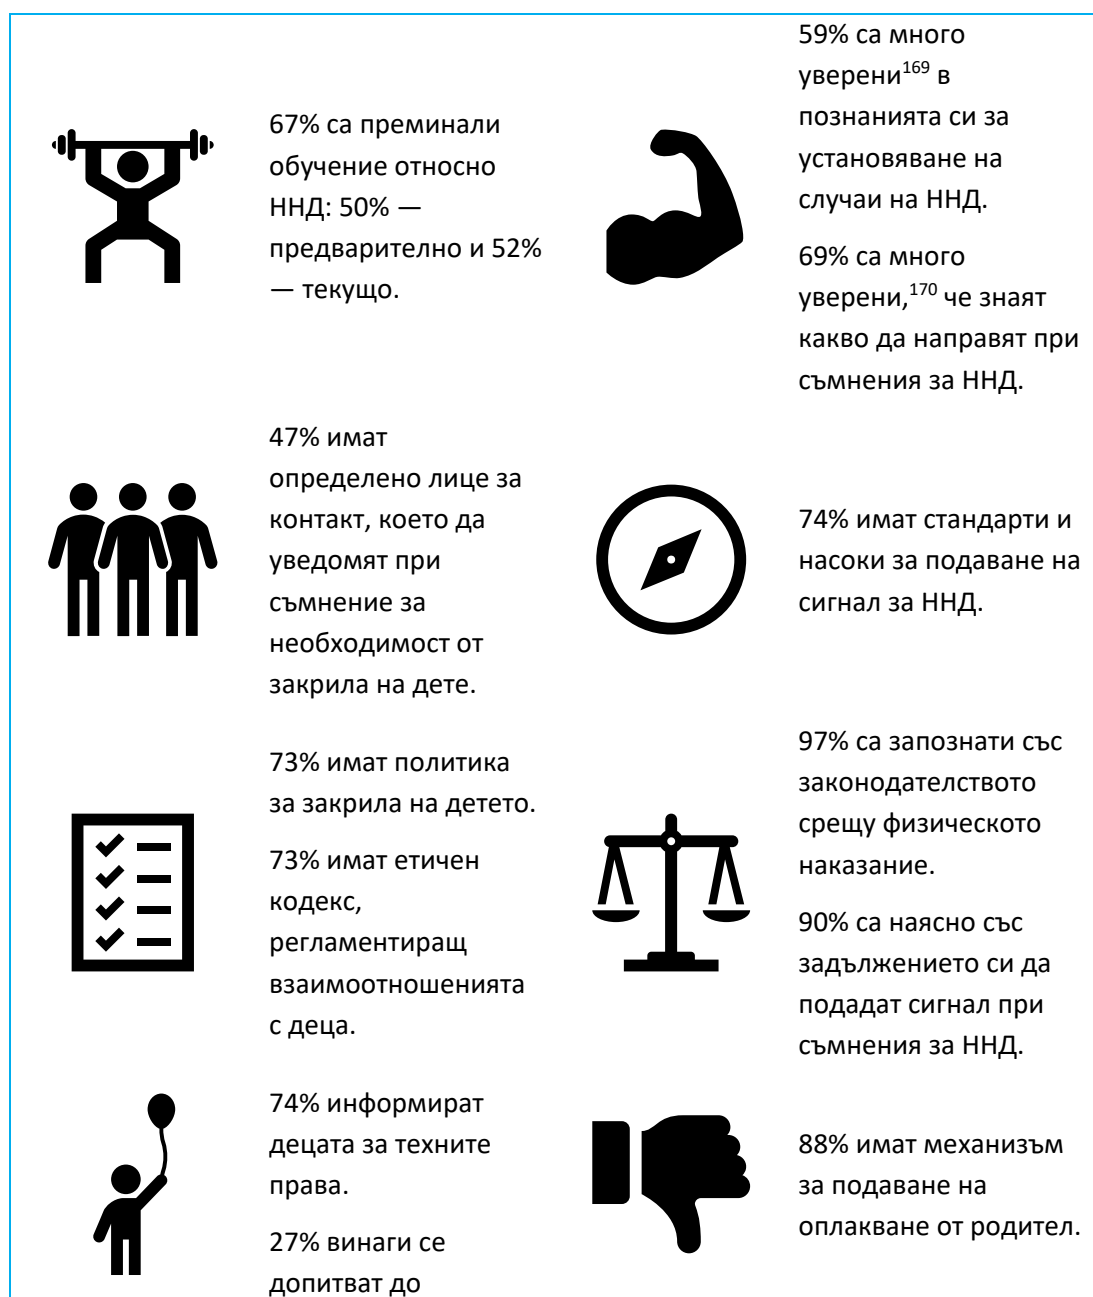 67% са преминали
обучение относно
ННД: 50% —
предварително и 52%
— текущо.
59% са много
уверени¹⁶⁹ в
познанията си за
установяване на
случаи на ННД.
69% са много
уверени,¹⁷⁰ че знаят
какво да направят при
съмнения за ННД.
47% имат
определено лице за
контакт, което да
уведомят при
съмнение за
необходимост от
закрила на дете.
74% имат стандарти и
насоки за подаване на
сигнал за ННД.
73% имат политика
за закрила на детето.
73% имат етичен
кодекс,
регламентиращ
взаимоотношенията
с деца.
97% са запознати със
законодателството
срещу физическото
наказание.
90% са наясно със
задължението си да
подадат сигнал при
съмнения за ННД.
74% информират
децата за техните
права.
27% винаги се
допитват до
88% имат механизъм
за подаване на
оплакване от родител.